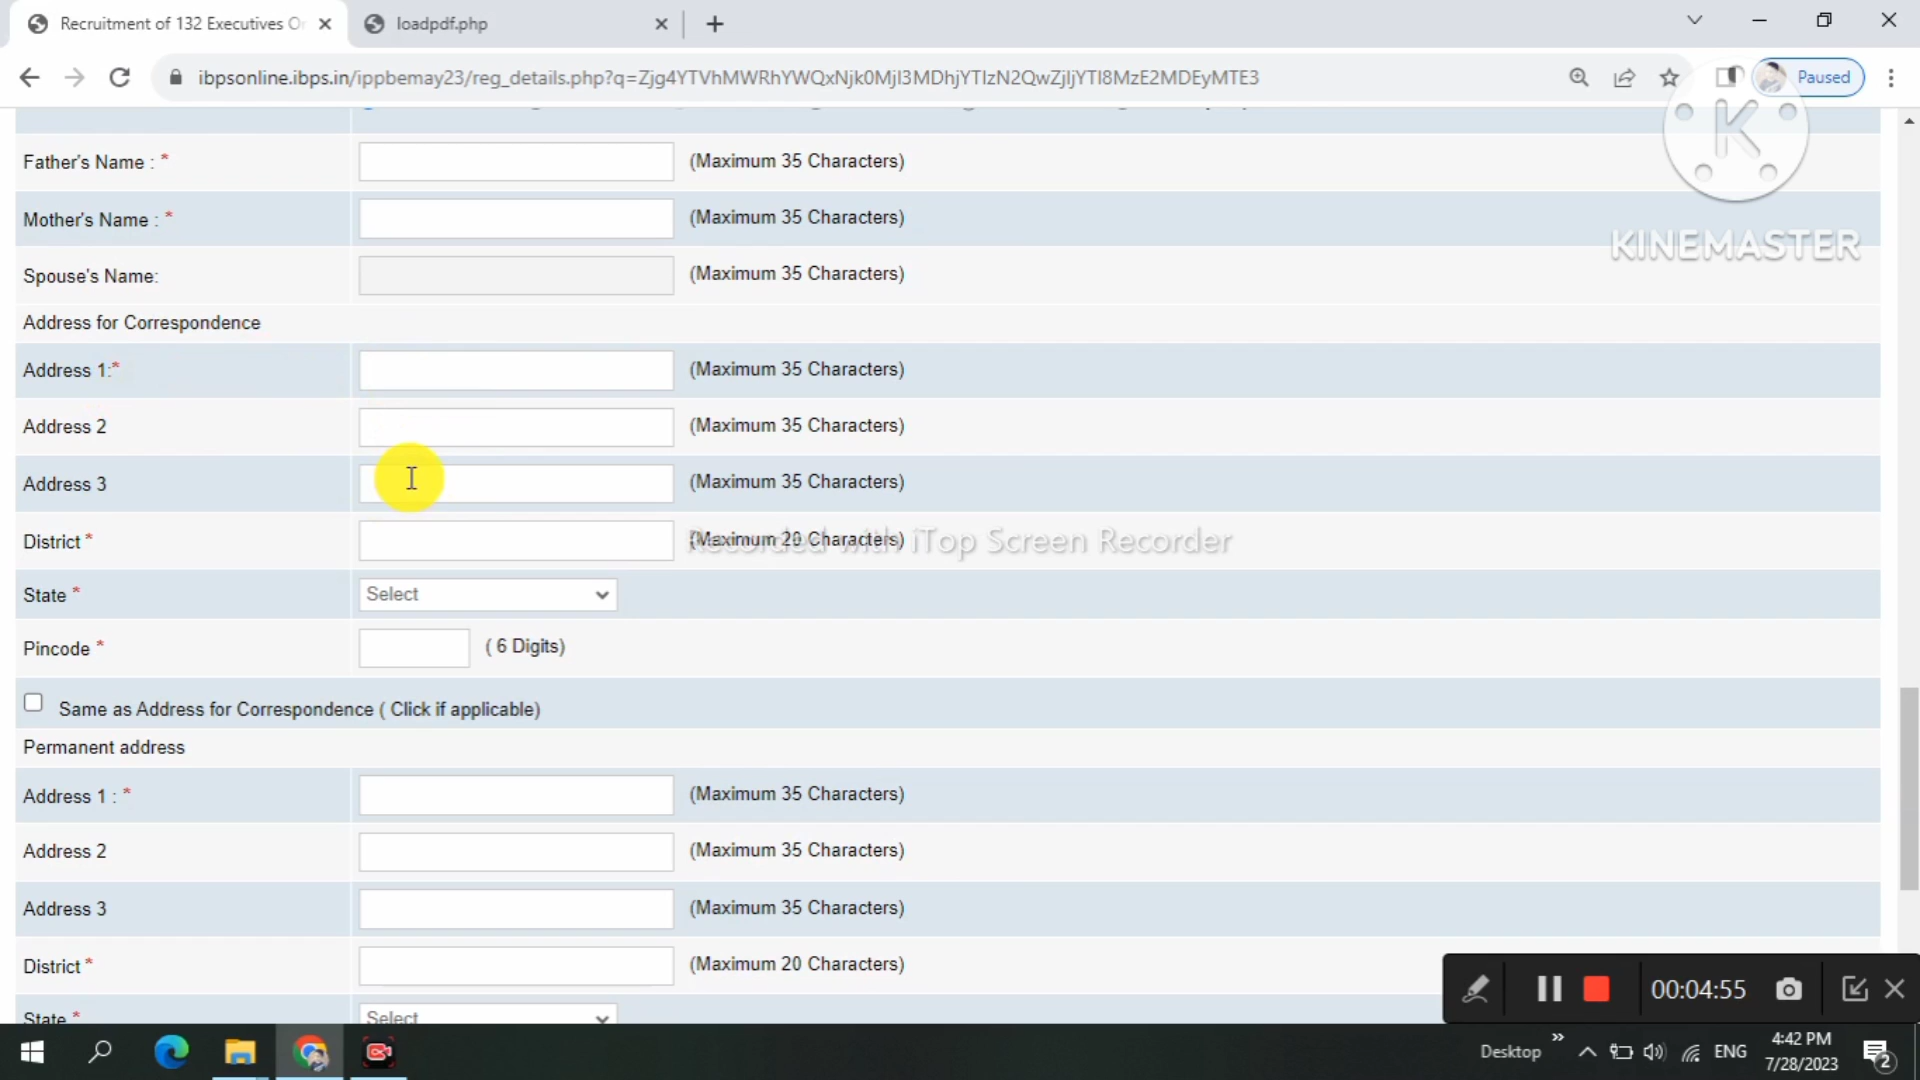 Recruitment of 132 Executives O
loadpdf.php
ibpsonline.ibps.in/ippbemay23/reg_details.php?q=Zjg4YTVhMWRhYWQxNjk0MjI3MDhjYTIzN2QwZjljYTI8MzE2MDEyMTE3
Paused
K
KINEMASTER
Father's Name : * (Maximum 35 Characters)
Mother's Name : * (Maximum 35 Characters)
Spouse's Name: (Maximum 35 Characters)
Address for Correspondence
Address 1:* (Maximum 35 Characters)
Address 2 (Maximum 35 Characters)
Address 3 (Maximum 35 Characters)
District * (Maximum 20 Characters)
Recorded with iTop Screen Recorder
State * Select
Pincode * ( 6 Digits)
Same as Address for Correspondence ( Click if applicable)
Permanent address
Address 1 : * (Maximum 35 Characters)
Address 2 (Maximum 35 Characters)
Address 3 (Maximum 35 Characters)
District * (Maximum 20 Characters)
State * Select
00:04:55
Desktop
ENG
4:42 PM
7/28/2023
2